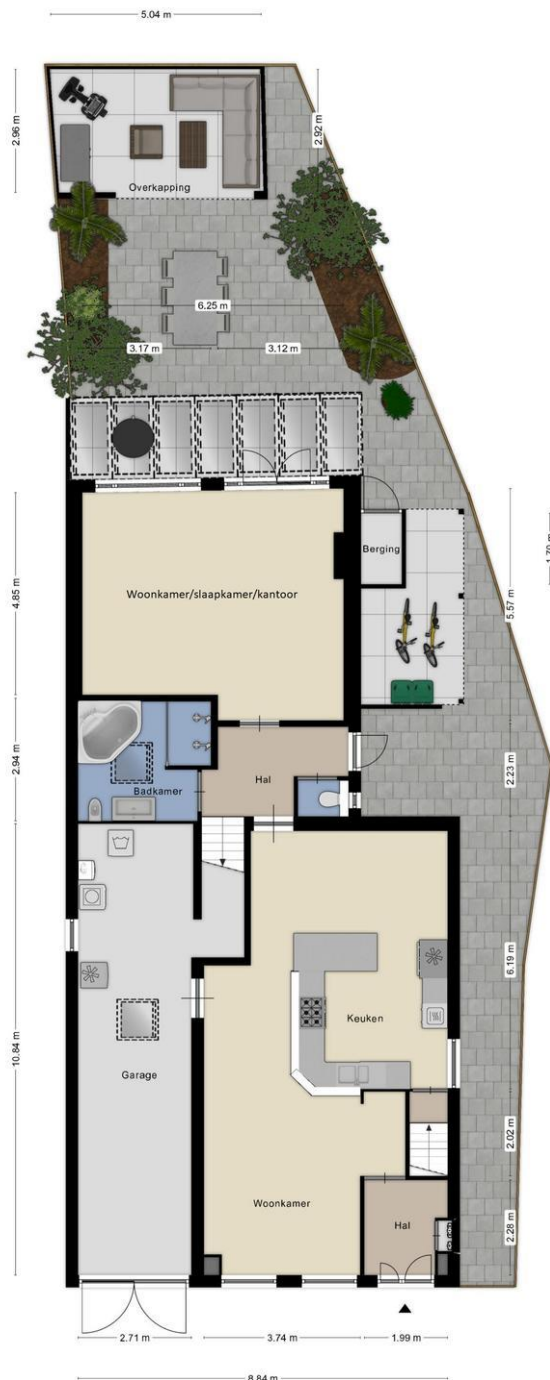 5.04 m
2.96 m
2.92 m
Overkapping
6.25 m
3.17 m
3.12 m
4.85 m
Woonkamer/slaapkamer/kantoor
Berging
1.70 m
5.57 m
2.94 m
Badkamer
Hal
2.23 m
10.84 m
6.19 m
Keuken
Garage
2.02 m
Woonkamer
Hal
2.28 m
2.71 m
3.74 m
1.99 m
8.84 m